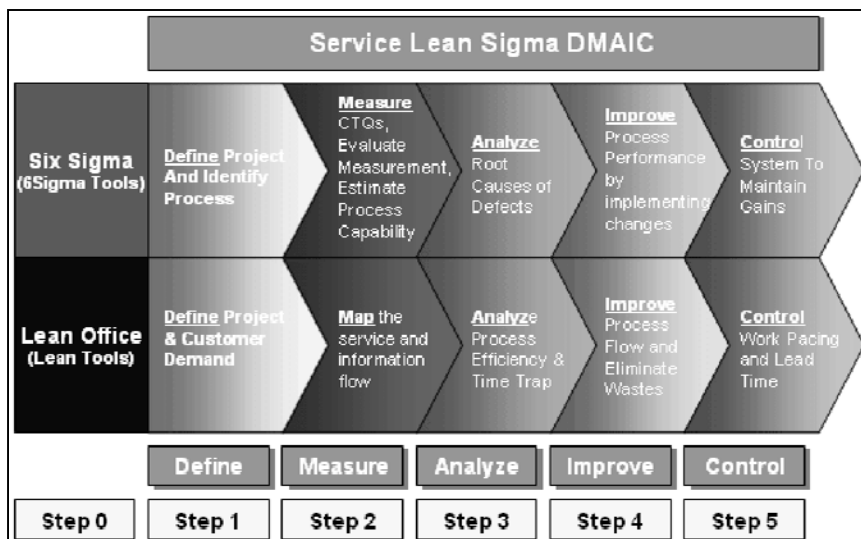 Service Lean Sigma DMAIC
Six Sigma
(6Sigma Tools)
Define Project
And Identify
Process
Measure
CTQs,
Evaluate
Measurement,
Estimate
Process
Capability
Analyze
Root
Causes of
Defects
Improve
Process
Performance
by
implementing
changes
Control
System To
Maintain
Gains
Lean Office
(Lean Tools)
Define Project
& Customer
Demand
Map the
service and
information
flow
Analyze
Process
Efficiency &
Time Trap
Improve
Process
Flow and
Eliminate
Wastes
Control
Work Pacing
and Lead
Time
Define
Measure
Analyze
Improve
Control
Step 0
Step 1
Step 2
Step 3
Step 4
Step 5